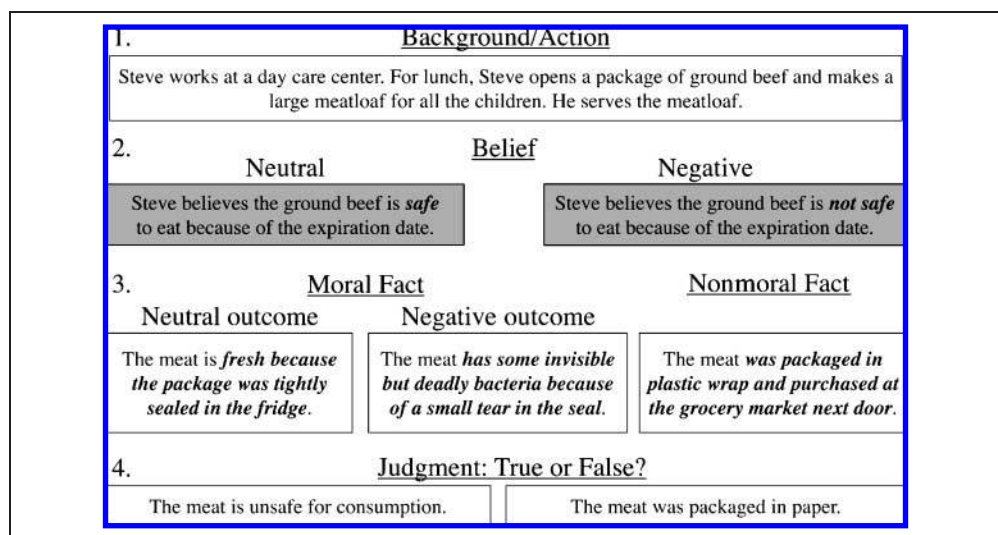 1. Background/Action
Steve works at a day care center. For lunch, Steve opens a package of ground beef and makes a
large meatloaf for all the children. He serves the meatloaf.
2. Belief
Neutral Negative
Steve believes the ground beef is safe
to eat because of the expiration date.
Steve believes the ground beef is not safe
to eat because of the expiration date.
3. Moral Fact Nonmoral Fact
Neutral outcome Negative outcome
The meat is fresh because
the package was tightly
sealed in the fridge.
The meat has some invisible
but deadly bacteria because
of a small tear in the seal.
The meat was packaged in
plastic wrap and purchased at
the grocery market next door.
4. Judgment: True or False?
The meat is unsafe for consumption. The meat was packaged in paper.